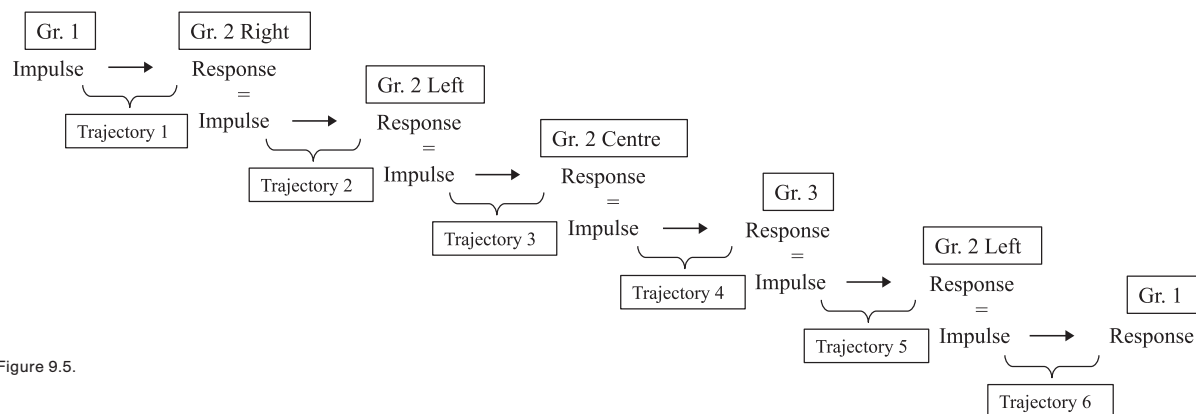 Gr. 1
Gr. 2 Right
Impulse → Response
=
Trajectory 1
Impulse → Response
Gr. 2 Left
=
Trajectory 2
Impulse → Response
Gr. 2 Centre
=
Trajectory 3
Impulse → Response
Gr. 3
=
Trajectory 4
Impulse → Response
Gr. 2 Left
=
Trajectory 5
Impulse → Response
Gr. 1
Trajectory 6
Figure 9.5.